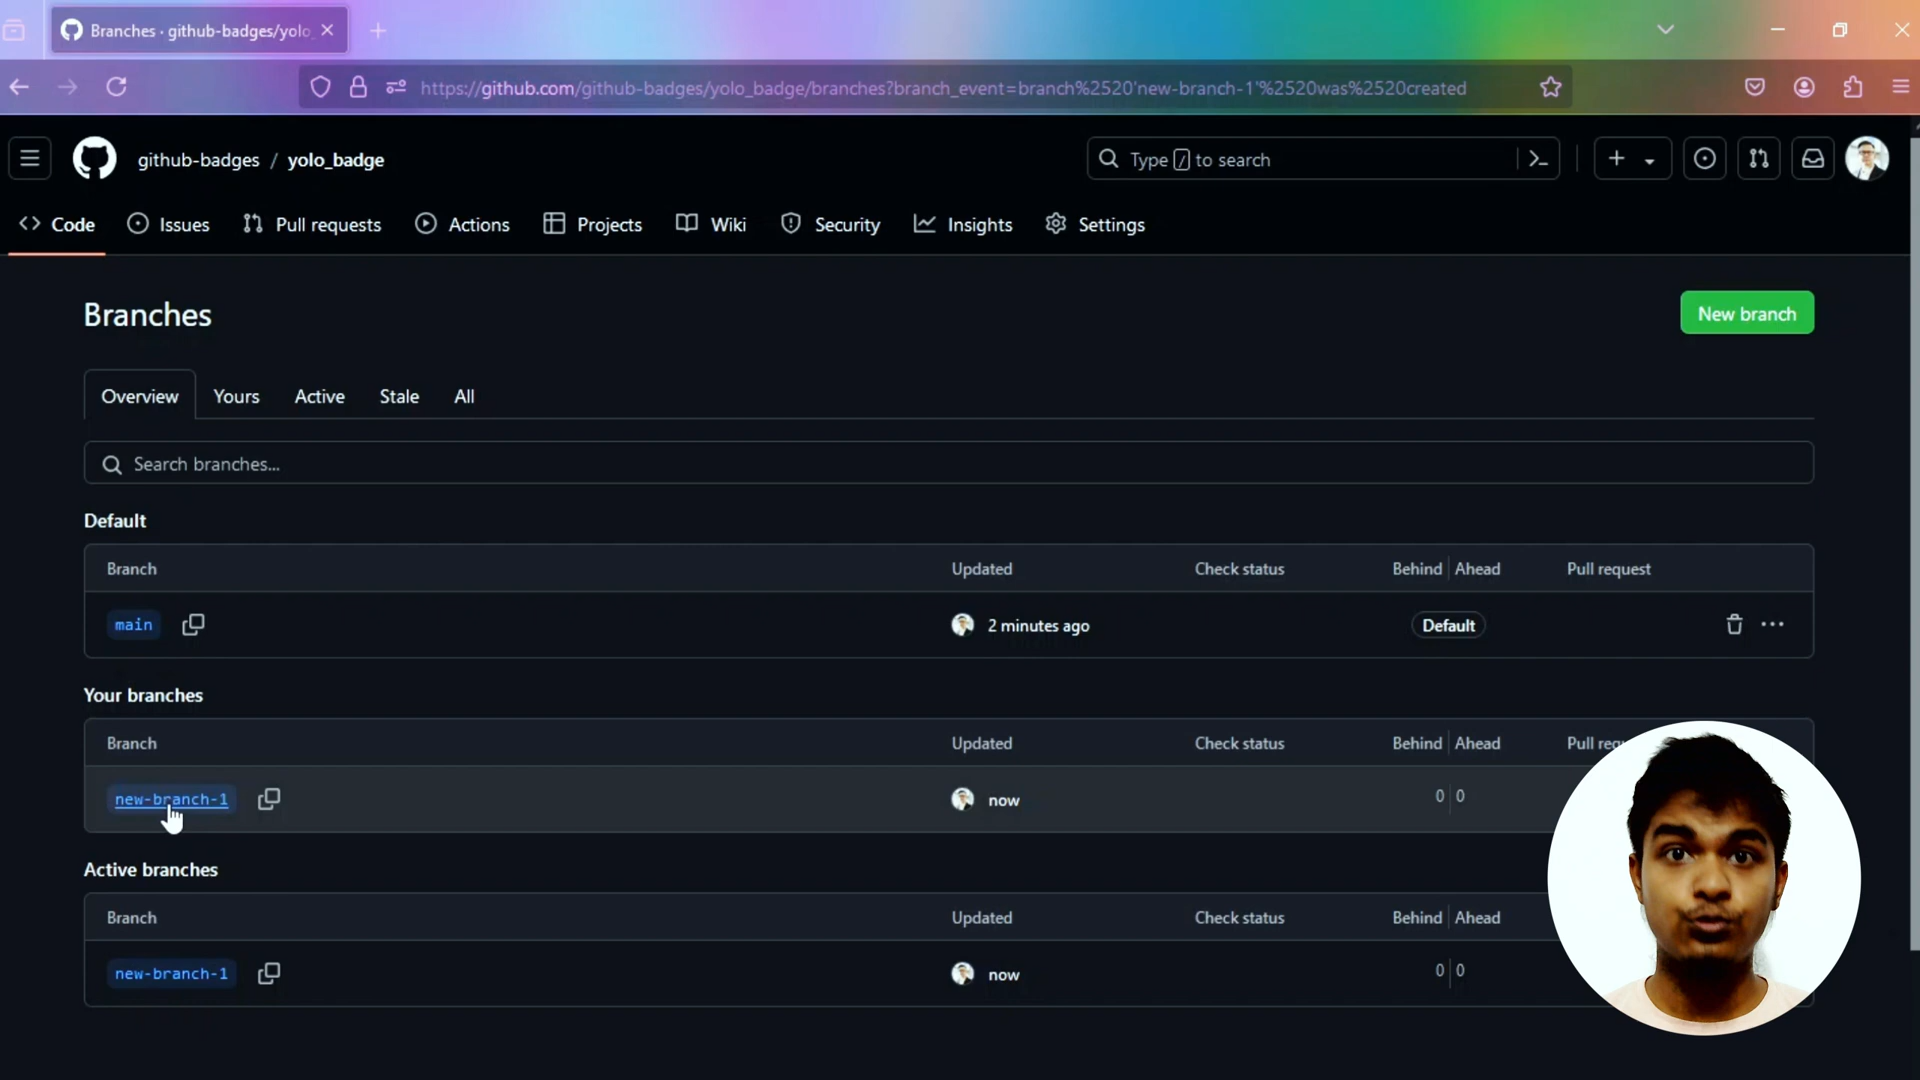 Branches · github-badges/yolo_
https://github.com/github-badges/yolo_badge/branches?branch_event=branch%2520'new-branch-1'%2520was%2520created
github-badges / yolo_badge
Type / to search
Code Issues Pull requests Actions Projects Wiki Security Insights Settings
Branches
New branch
Overview Yours Active Stale All
Search branches...
Default
Branch Updated Check status Behind Ahead Pull request
main 2 minutes ago Default
Your branches
Branch Updated Check status Behind Ahead Pull req
new-branch-1 now 0 0
Active branches
Branch Updated Check status Behind Ahead
new-branch-1 now 0 0